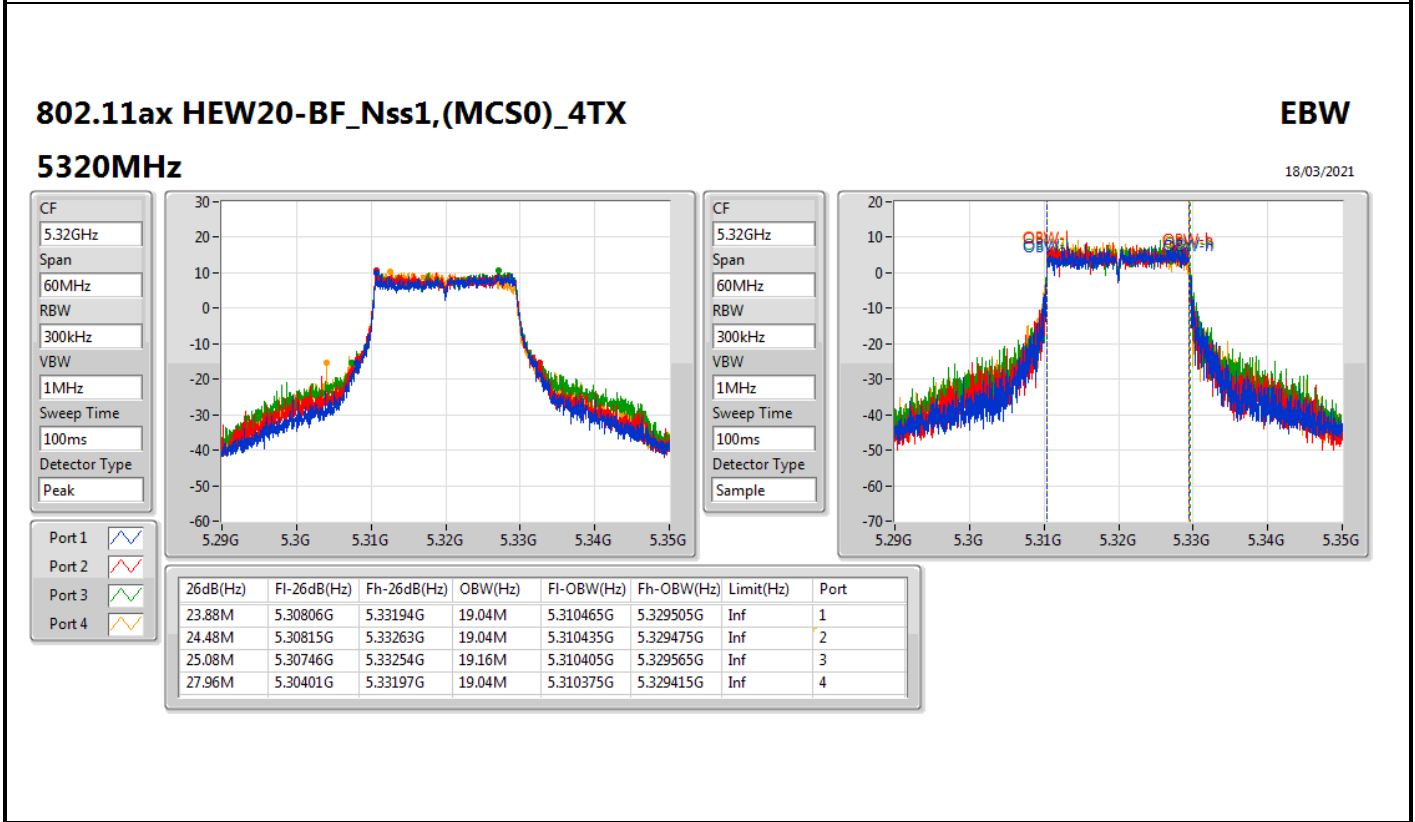 802.11ax HEW20-BF_Nss1,(MCS0)_4TX EBW
5320MHz 18/03/2021
CF
5.32GHz
Span
60MHz
RBW
300kHz
VBW
1MHz
Sweep Time
100ms
Detector Type
Peak
30
20
10
0
-10
-20
-30
-40
-50
-60
5.29G 5.3G 5.31G 5.32G 5.33G 5.34G 5.35G
CF
5.32GHz
Span
60MHz
RBW
300kHz
VBW
1MHz
Sweep Time
100ms
Detector Type
Sample
20
10
0
-10
-20
-30
-40
-50
-60
-70
OBW-l OBW-h
5.29G 5.3G 5.31G 5.32G 5.33G 5.34G 5.35G
Port 1
Port 2
Port 3
Port 4
26dB(Hz) Fl-26dB(Hz) Fh-26dB(Hz) OBW(Hz) Fl-OBW(Hz) Fh-OBW(Hz) Limit(Hz) Port
23.88M 5.30806G 5.33194G 19.04M 5.310465G 5.329505G Inf 1
24.48M 5.30815G 5.33263G 19.04M 5.310435G 5.329475G Inf 2
25.08M 5.30746G 5.33254G 19.16M 5.310405G 5.329565G Inf 3
27.96M 5.30401G 5.33197G 19.04M 5.310375G 5.329415G Inf 4